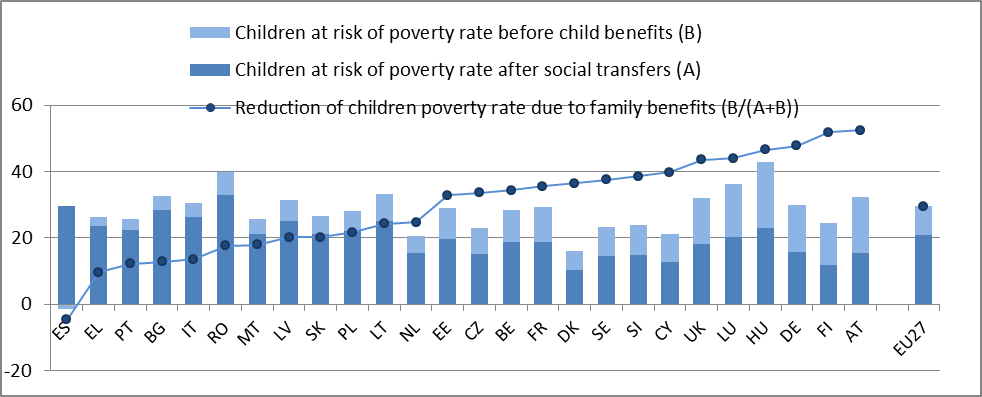 Children at risk of poverty rate before child benefits (B)
Children at risk of poverty rate after social transfers (A)
Reduction of children poverty rate due to family benefits (B/(A+B))
60
40
20
0
-20
ES
EL
PT
BG
IT
RO
MT
LV
SK
PL
LT
NL
EE
CZ
BE
FR
DK
SE
SI
CY
UK
LU
HU
DE
FI
AT
EU27